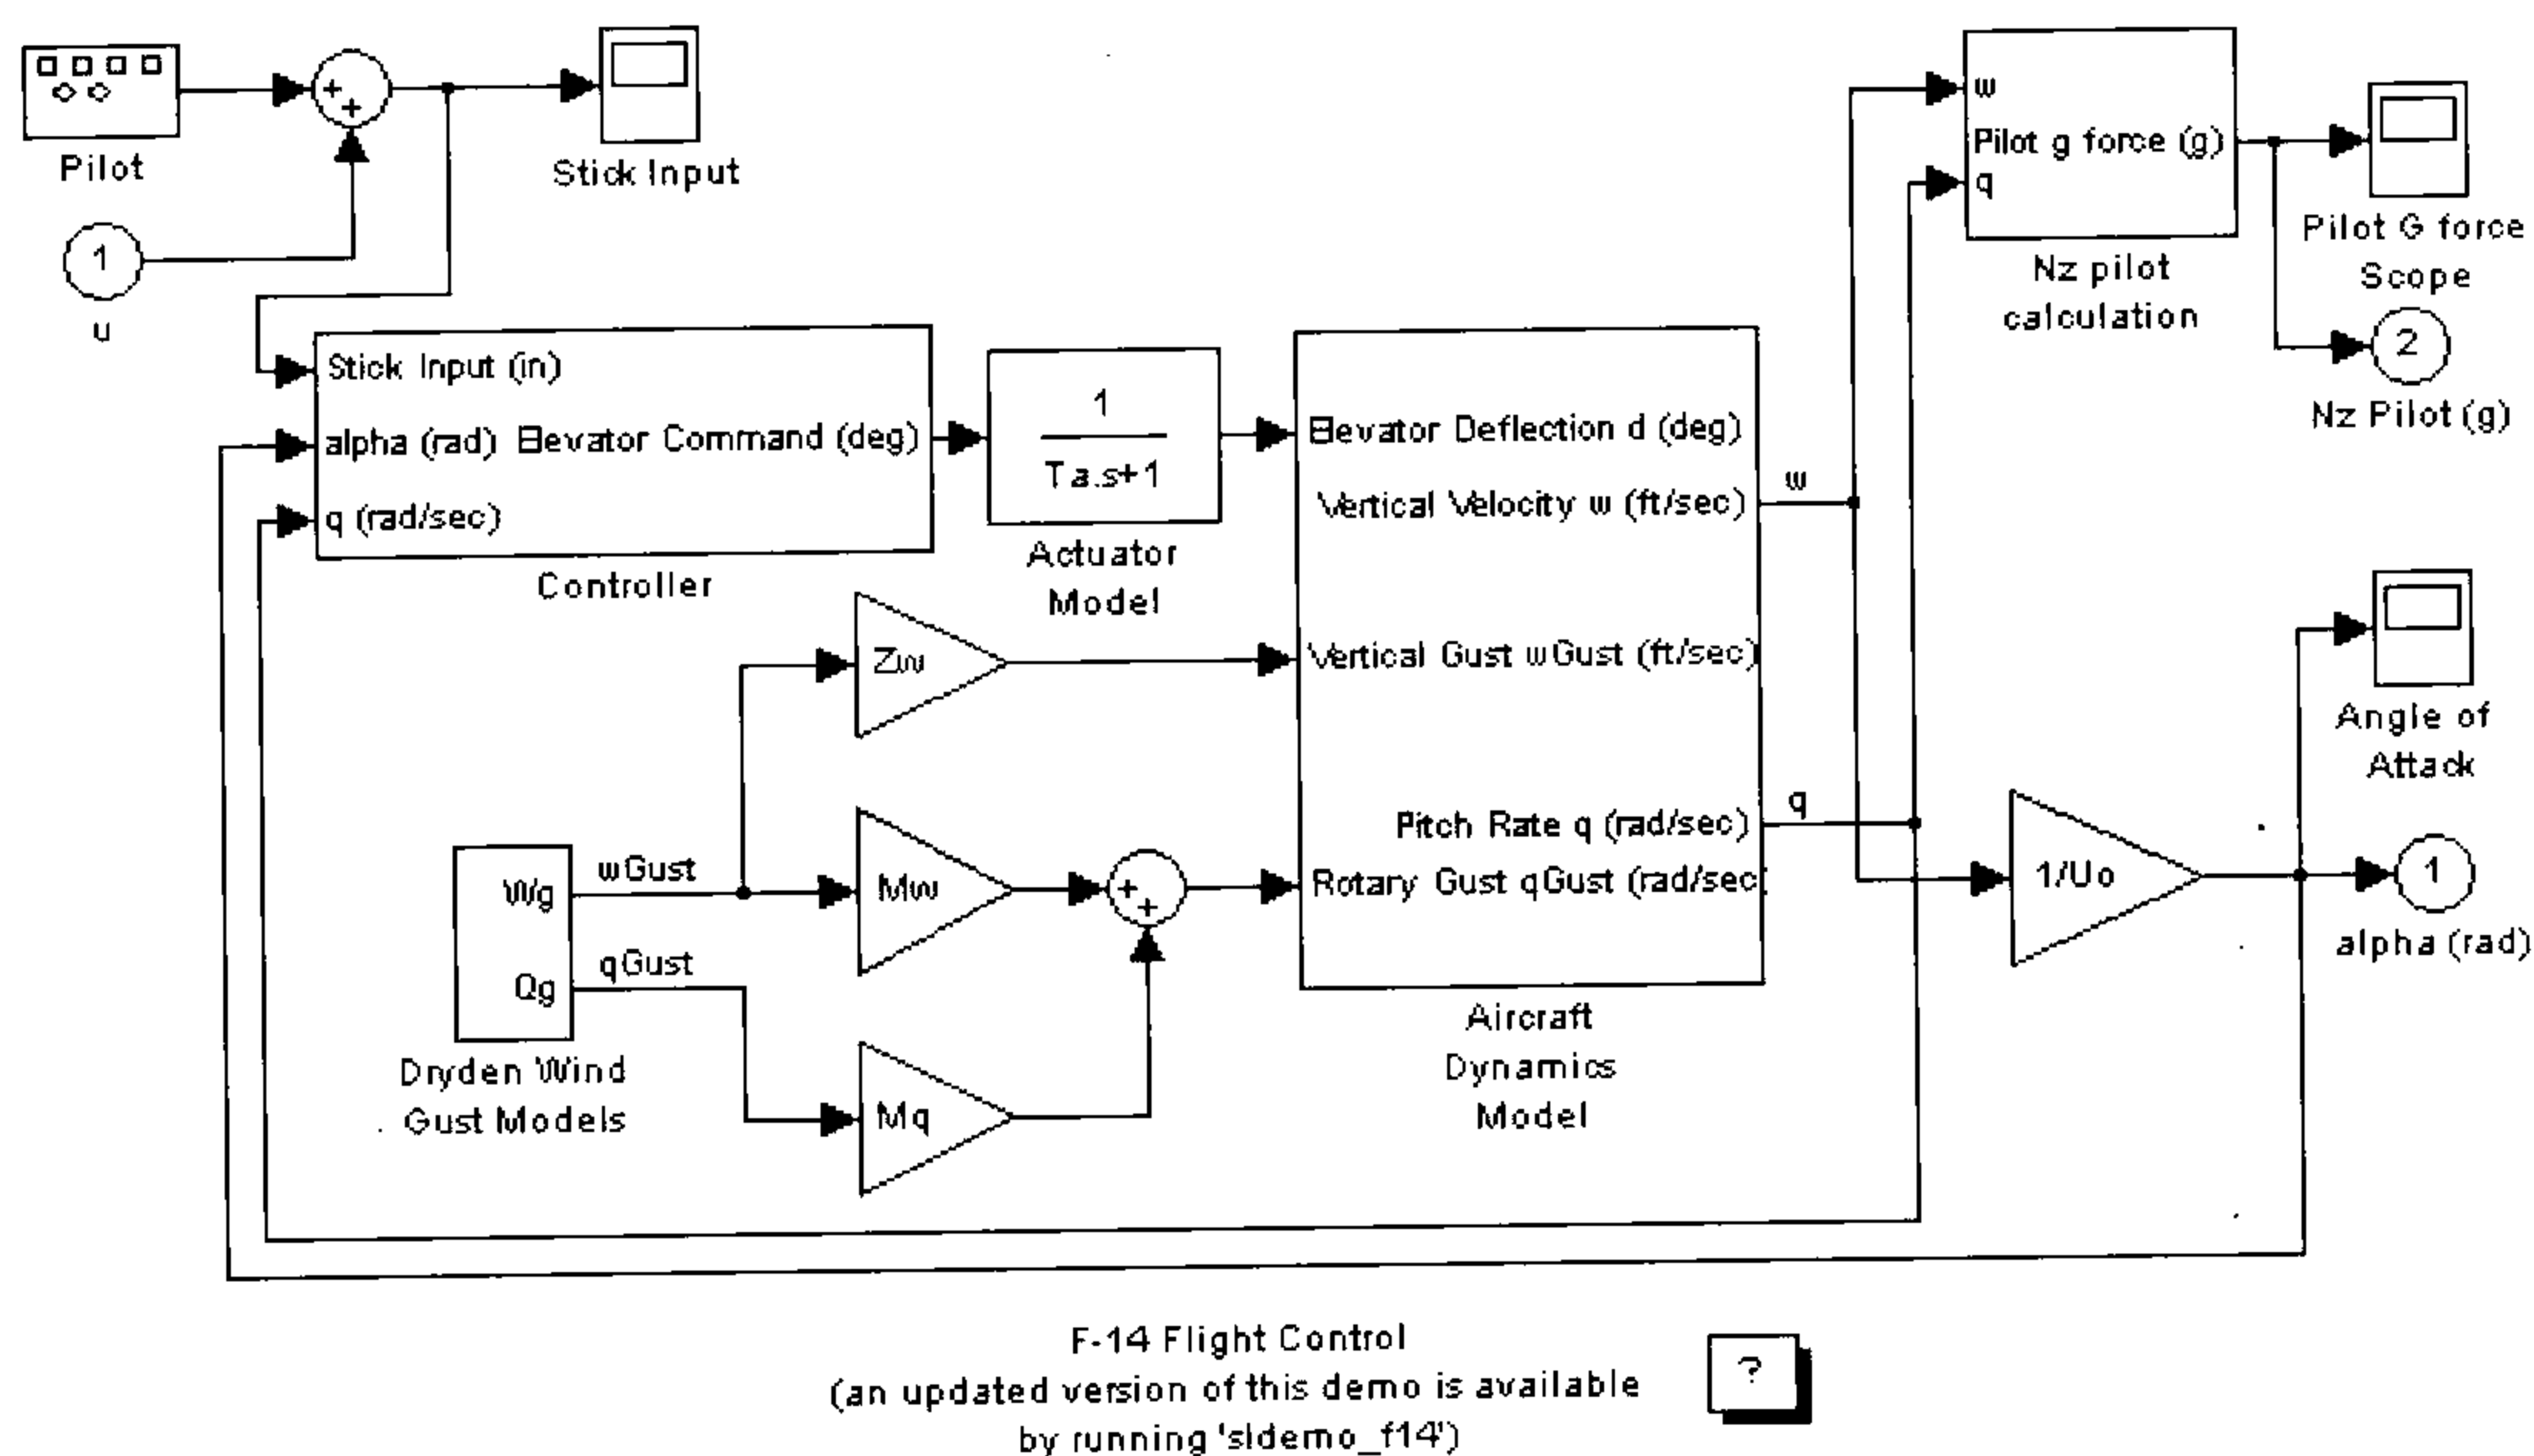 Pilot
+
+
Stick Input
1
u
w
Pilot g force (g)
q
Nz pilot
calculation
Pilot G force
Scope
2
Nz Pilot (g)
Stick Input (in)
alpha (rad) Elevator Command (deg)
q (rad/sec)
Controller
1
Ta.s+1
Actuator
Model
Elevator Deflection d (deg)
Vertical Velocity w (ft/sec)
Vertical Gust wGust (ft/sec)
Pitch Rate q (rad/sec)
Rotary Gust qGust (rad/sec
Aircraft
Dynamics
Model
w
q
Zw
Mw
Mq
+
+
Wg
Qg
wGust
qGust
Dryden Wind
Gust Models
1/Uo
Angle of
Attack
1
alpha (rad)
F-14 Flight Control
(an updated version of this demo is available
by running 'sldemo_f14')
?